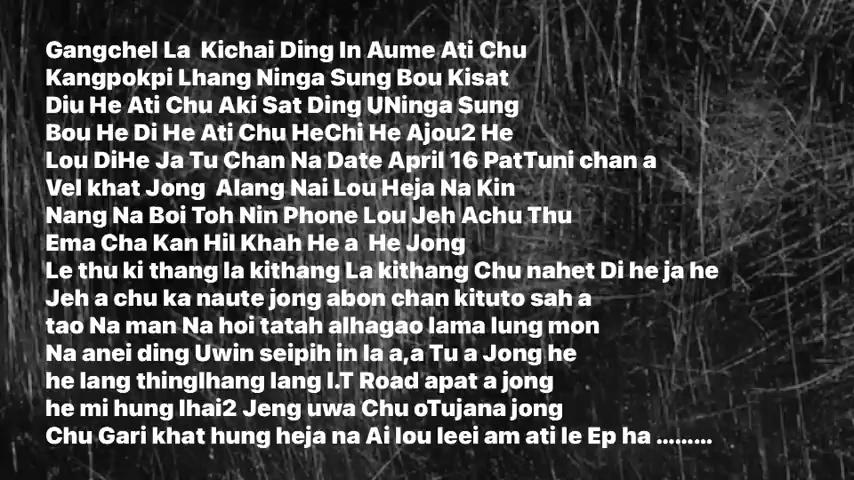 Gangchel La  Kichai Ding In Aume Ati Chu
Kangpokpi Lhang Ninga Sung Bou Kisat
Diu He Ati Chu Aki Sat Ding UNinga Sung
Bou He Di He Ati Chu HeChi He Ajou2 He
Lou DiHe Ja Tu Chan Na Date April 16 PatTuni chan a
Vel khat Jong  Alang Nai Lou Heja Na Kin
Nang Na Boi Toh Nin Phone Lou Jeh Achu Thu
Ema Cha Kan Hil Khah He a  He Jong
Le thu ki thang la kithang La kithang Chu nahet Di he ja he
Jeh a chu ka naute jong abon chan kituto sah a
tao Na man Na hoi tatah alhagao lama lung mon
Na anei ding Uwin seipih in la a,a Tu a Jong he
he lang thinglhang lang I.T Road apat a jong
he mi hung lhai2 Jeng uwa Chu oTujana jong
Chu Gari khat hung heja na Ai lou leei am ati le Ep ha .........